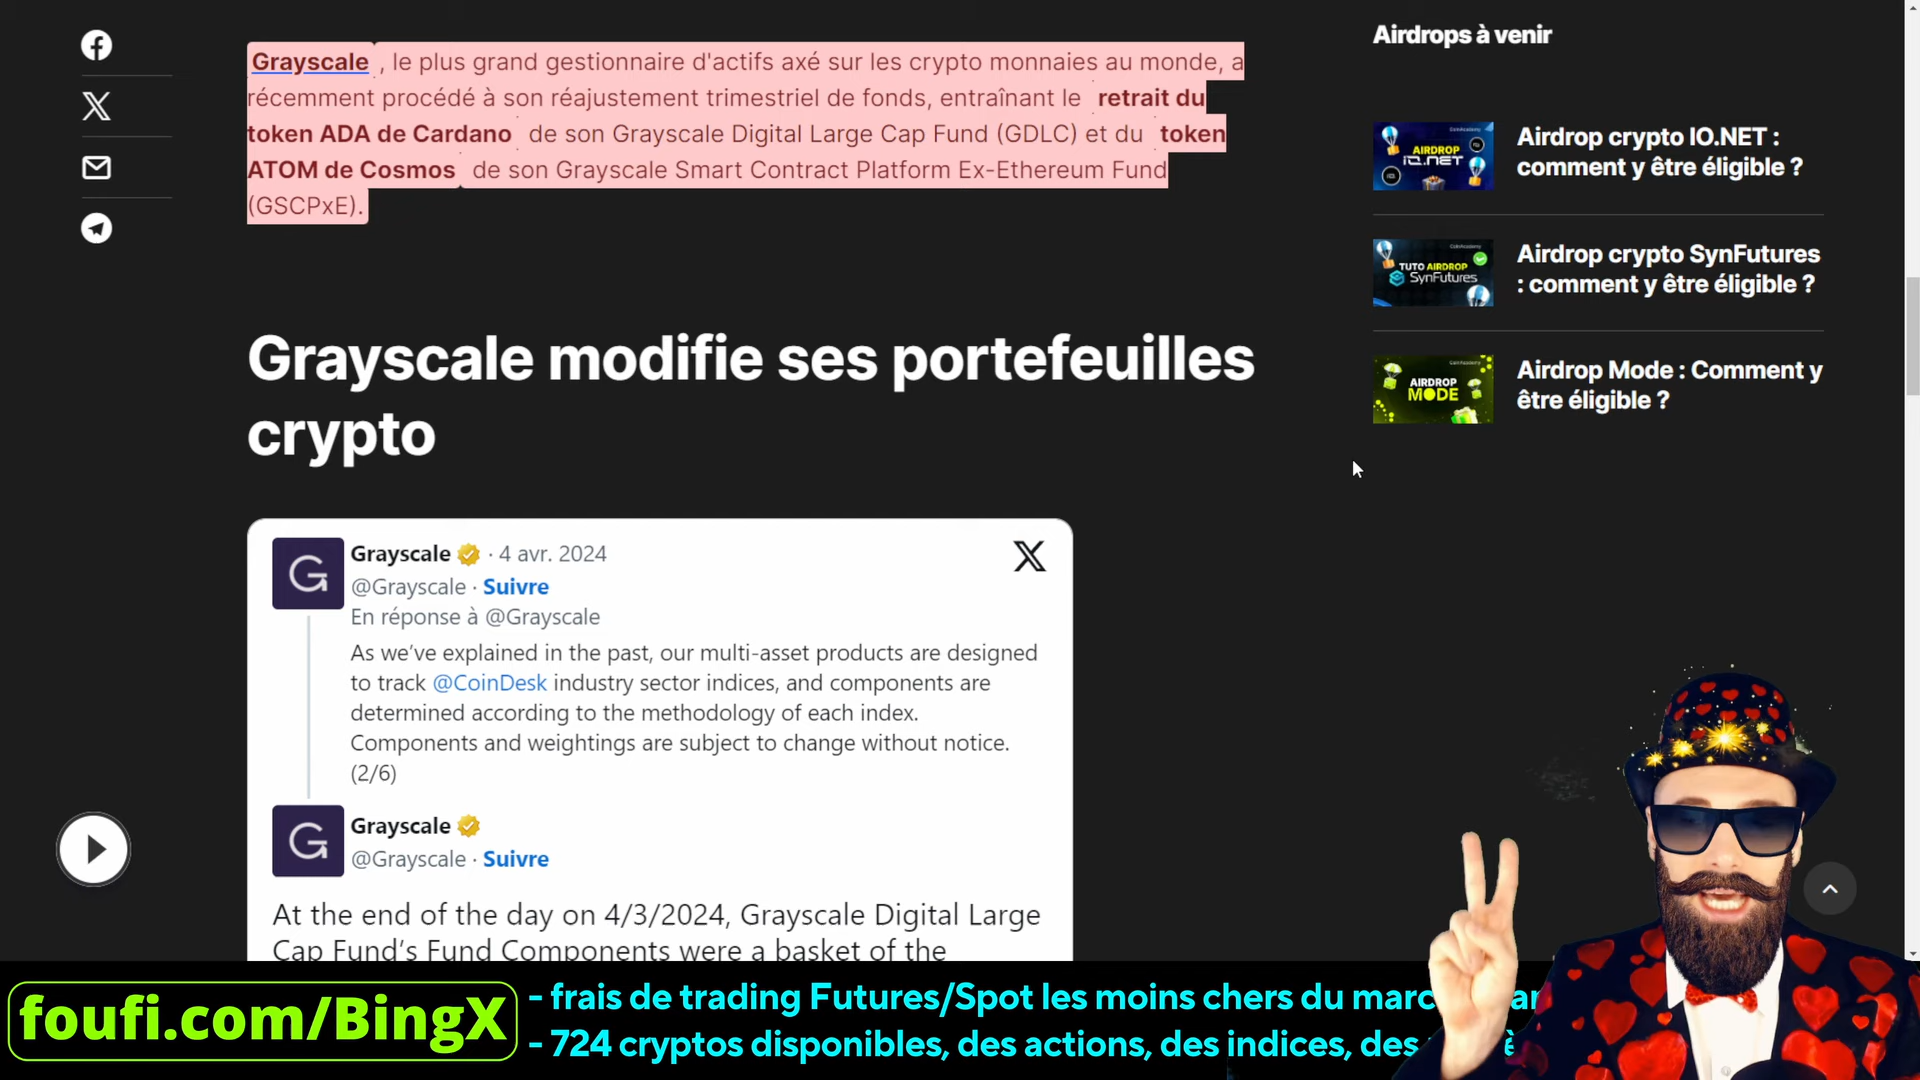 Grayscale , le plus grand gestionnaire d'actifs axé sur les crypto monnaies au monde, a
récemment procédé à son réajustement trimestriel de fonds, entraînant le retrait du
token ADA de Cardano de son Grayscale Digital Large Cap Fund (GDLC) et du token
ATOM de Cosmos de son Grayscale Smart Contract Platform Ex-Ethereum Fund
(GSCPxE).
Grayscale modifie ses portefeuilles
crypto
Grayscale · 4 avr. 2024
@Grayscale · Suivre
En réponse à @Grayscale
As we've explained in the past, our multi-asset products are designed
to track @CoinDesk industry sector indices, and components are
determined according to the methodology of each index.
Components and weightings are subject to change without notice.
(2/6)
Grayscale
@Grayscale · Suivre
At the end of the day on 4/3/2024, Grayscale Digital Large
Cap Fund's Fund Components were a basket of the
Airdrops à venir
AIRDROP
IO.NET
Airdrop crypto IO.NET :
comment y être éligible ?
TUTO AIRDROP
SynFutures
Airdrop crypto SynFutures
: comment y être éligible ?
AIRDROP
MODE
Airdrop Mode : Comment y
être éligible ?
foufi.com/BingX
- frais de trading Futures/Spot les moins chers du
- 724 cryptos disponibles, des actions, des indices, des